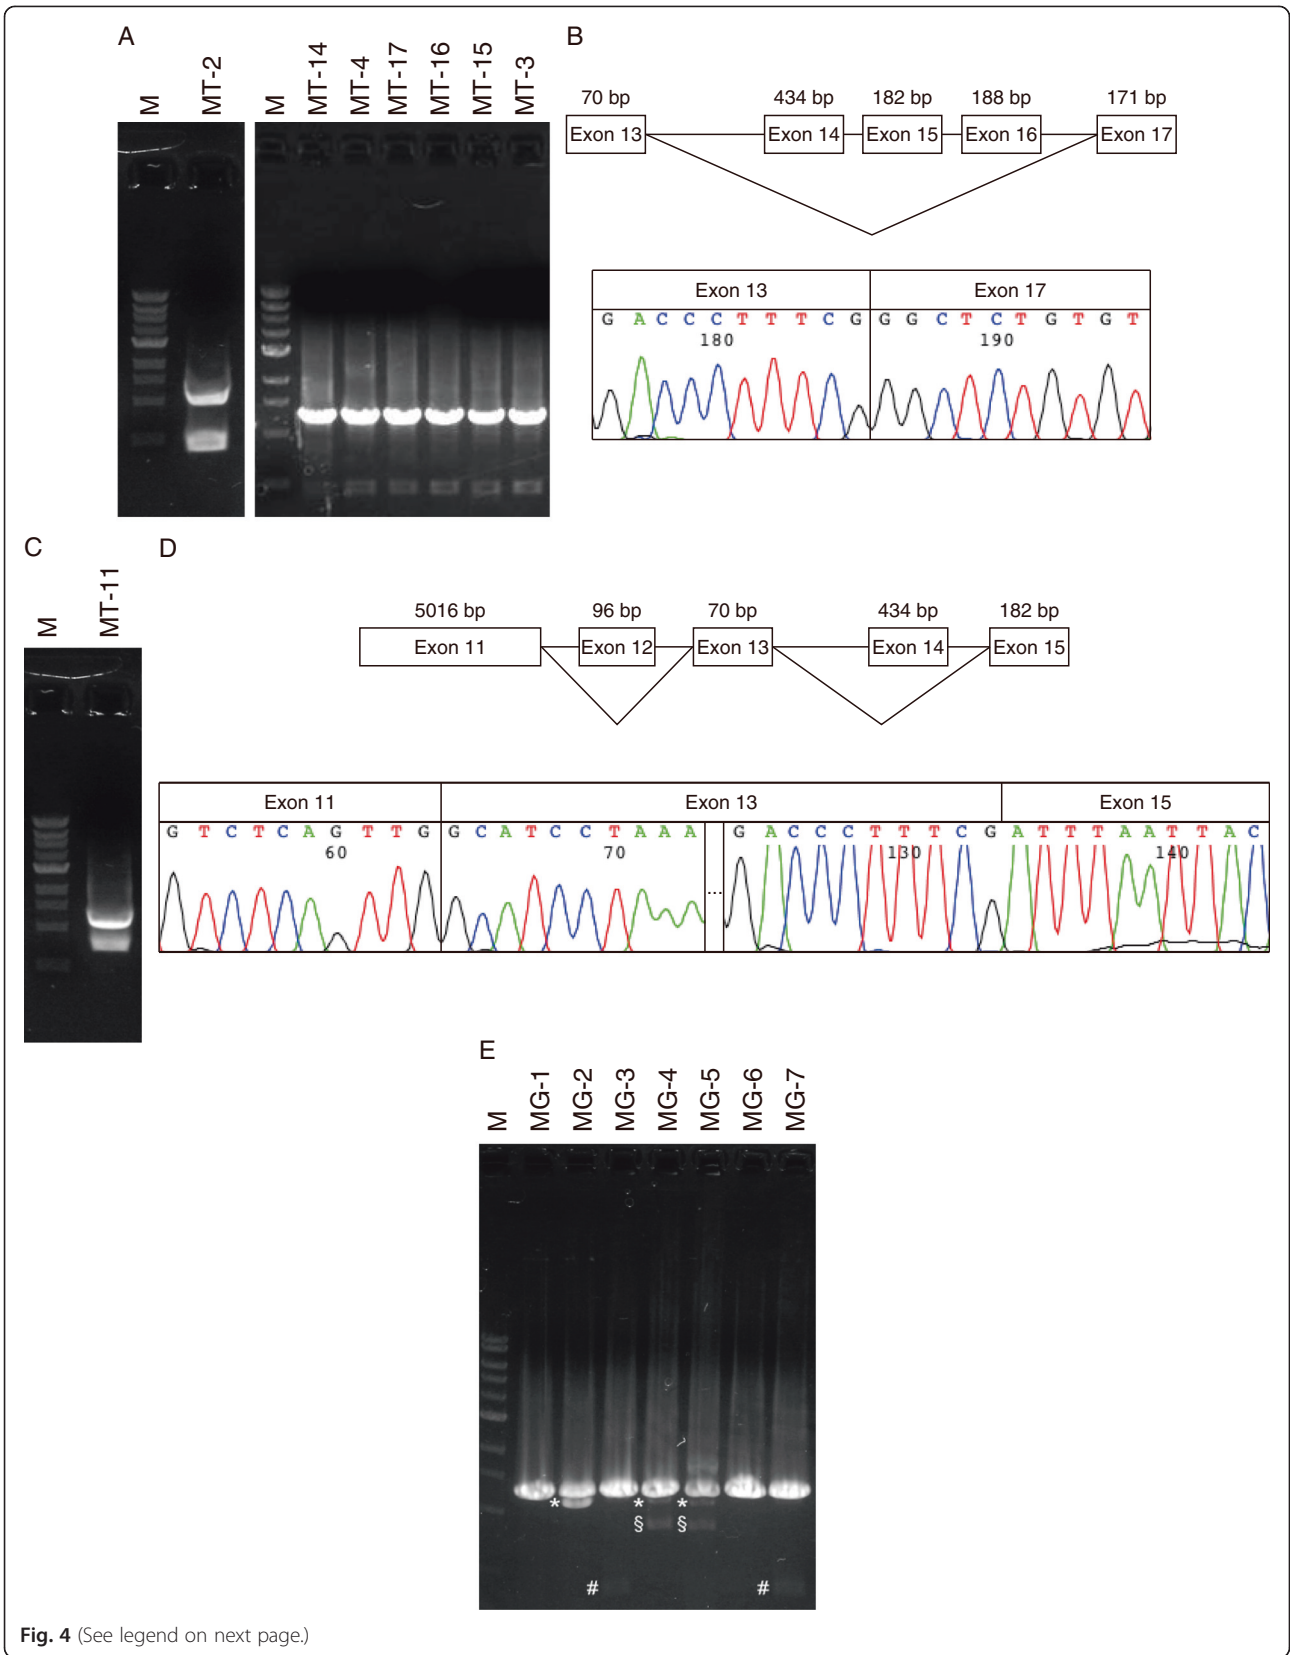 A
M
MT-2
M
MT-14
MT-4
MT-17
MT-16
MT-15
MT-3
B
70 bp 434 bp 182 bp 188 bp 171 bp
Exon 13 Exon 14 Exon 15 Exon 16 Exon 17
Exon 13 Exon 17
G A C C C T T T C G G G C T C T G T G T
180 190
C
M
MT-11
D
5016 bp 96 bp 70 bp 434 bp 182 bp
Exon 11 Exon 12 Exon 13 Exon 14 Exon 15
Exon 11 Exon 13 Exon 15
G T C T C A G T T G G C A T C C T A A A ... G A C C C T T T C G A T T T A A T T A C
60 70 130 140
E
M
MG-1
MG-2
MG-3
MG-4
MG-5
MG-6
MG-7
* * *
§ §
# #
Fig. 4 (See legend on next page.)